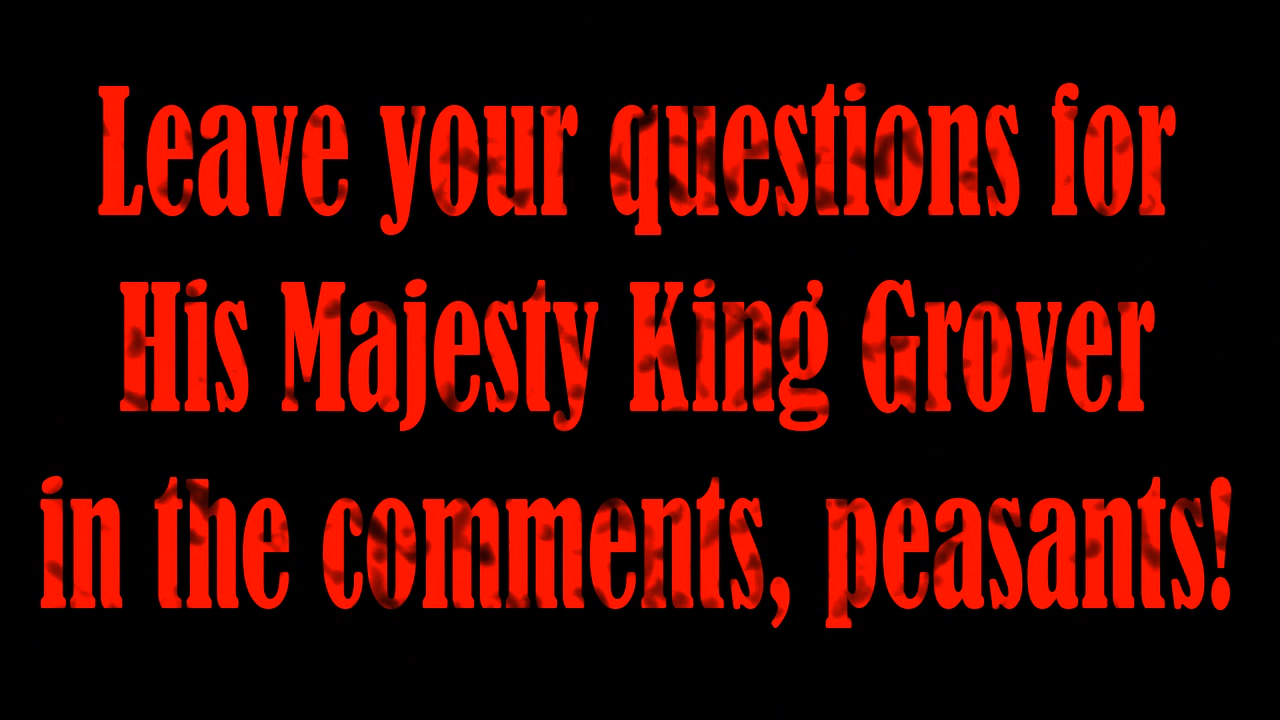 Leave your questions for
His Majesty King Grover
in the comments, peasants!